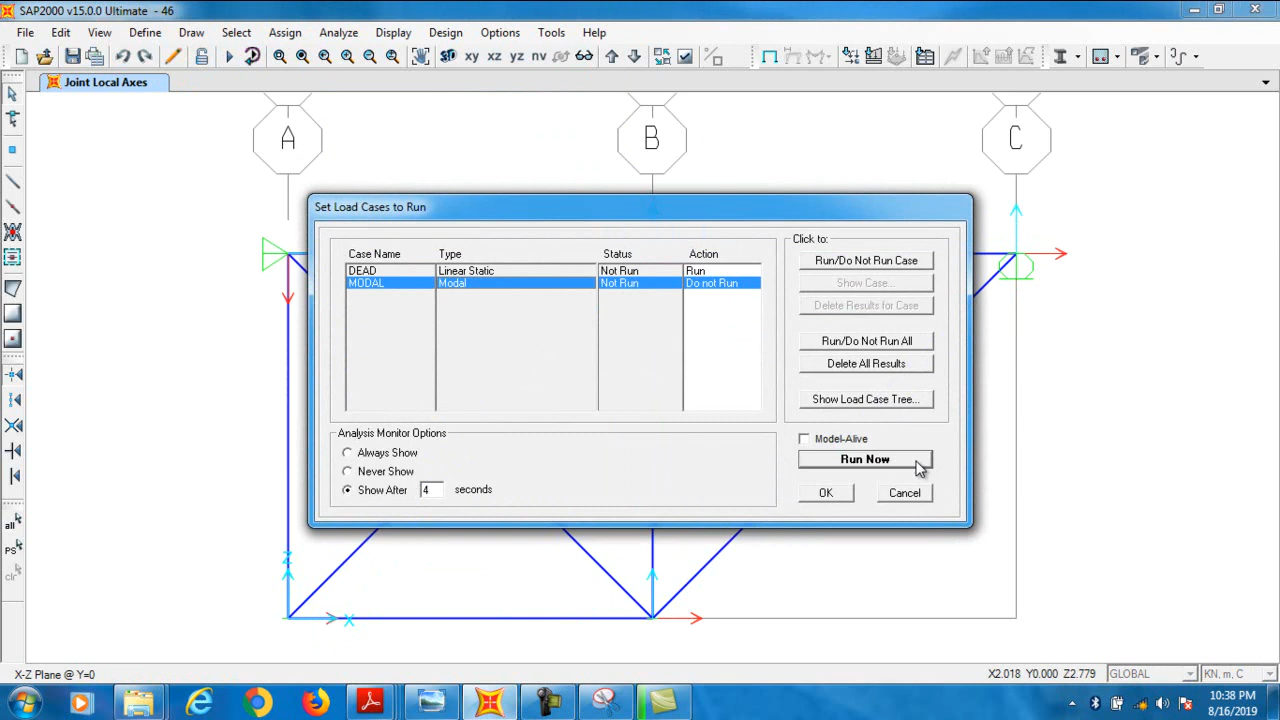 SAP2000 v15.0.0 Ultimate - 46
File Edit View Define Draw Select Assign Analyze Display Design Options Tools Help
3D xy xz yz nv
Joint Local Axes
A B C
Set Load Cases to Run
Case Name Type Status Action
DEAD Linear Static Not Run Run
MODAL Modal Not Run Do not Run
Click to:
Run/Do Not Run Case
Show Case...
Delete Results for Case
Run/Do Not Run All
Delete All Results
Show Load Case Tree...
Analysis Monitor Options
Always Show
Never Show
Show After 4 seconds
Model-Alive
Run Now
OK Cancel
all
PS
clr
Z
X
X-Z Plane @ Y=0
X2.018 Y0.000 Z2.779
GLOBAL
KN, m, C
10:38 PM
8/16/2019